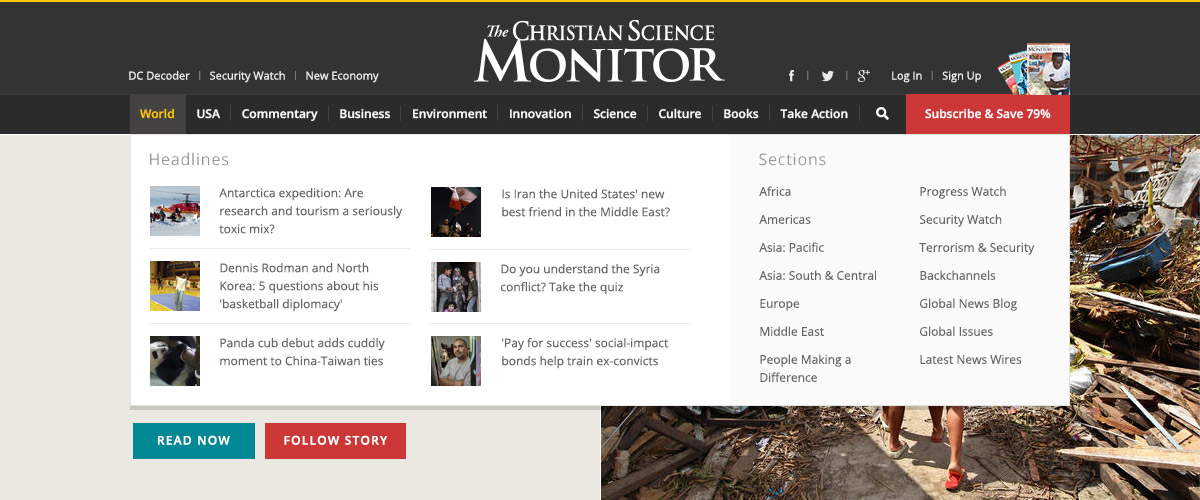 The CHRISTIAN SCIENCE
MONITOR
DC Decoder | Security Watch | New Economy
Log In | Sign Up
World USA Commentary Business Environment Innovation Science Culture Books Take Action Subscribe & Save 79%
Headlines
Antarctica expedition: Are
research and tourism a seriously
toxic mix?
Is Iran the United States' new
best friend in the Middle East?
Dennis Rodman and North
Korea: 5 questions about his
'basketball diplomacy'
Do you understand the Syria
conflict? Take the quiz
Panda cub debut adds cuddly
moment to China-Taiwan ties
'Pay for success' social-impact
bonds help train ex-convicts
Sections
Africa
Americas
Asia: Pacific
Asia: South & Central
Europe
Middle East
People Making a
Difference
Progress Watch
Security Watch
Terrorism & Security
Backchannels
Global News Blog
Global Issues
Latest News Wires
READ NOW
FOLLOW STORY